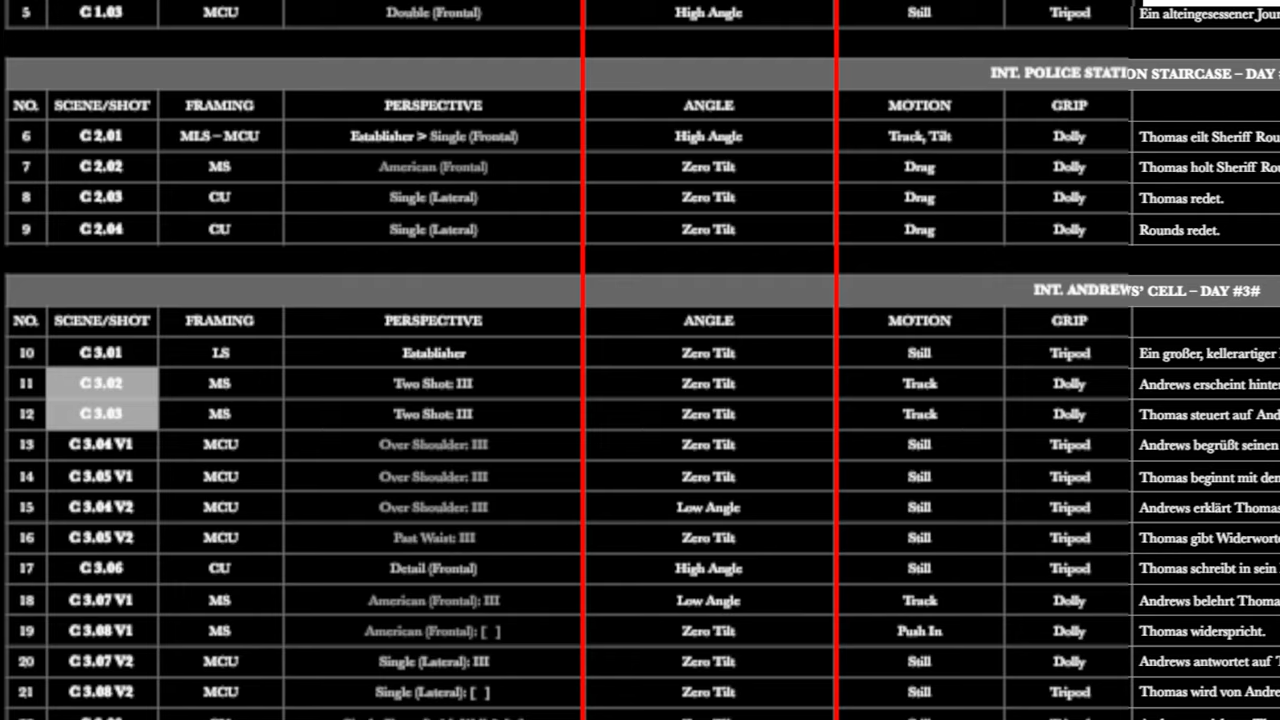 5 C 1.03 MCU Double (Frontal) High Angle Still Tripod Ein alteingesessener Jour
INT. POLICE STATION STAIRCASE – DAY
NO. SCENE/SHOT FRAMING PERSPECTIVE ANGLE MOTION GRIP
6 C 2.01 MLS – MCU Establisher > Single (Frontal) High Angle Track, Tilt Dolly Thomas eilt Sheriff Rou
7 C 2.02 MS American (Frontal) Zero Tilt Drag Dolly Thomas holt Sheriff Rou
8 C 2.03 CU Single (Lateral) Zero Tilt Drag Dolly Thomas redet.
9 C 2.04 CU Single (Lateral) Zero Tilt Drag Dolly Rounds redet.
INT. ANDREWS' CELL – DAY #3#
NO. SCENE/SHOT FRAMING PERSPECTIVE ANGLE MOTION GRIP
10 C 3.01 LS Establisher Zero Tilt Still Tripod Ein großer, kellerartiger
11 C 3.02 MS Two Shot: III Zero Tilt Track Dolly Andrews erscheint hinter
12 C 3.03 MS Two Shot: III Zero Tilt Track Dolly Thomas steuert auf And
13 C 3.04 V1 MCU Over Shoulder: III Zero Tilt Still Tripod Andrews begrüßt seinen
14 C 3.05 V1 MCU Over Shoulder: III Zero Tilt Still Tripod Thomas beginnt mit den
15 C 3.04 V2 MCU Over Shoulder: III Low Angle Still Tripod Andrews erklärt Thomas
16 C 3.05 V2 MCU Past Waist: III Zero Tilt Still Tripod Thomas gibt Widerworte
17 C 3.06 CU Detail (Frontal) High Angle Still Tripod Thomas schreibt in sein
18 C 3.07 V1 MS American (Frontal): III Low Angle Track Dolly Andrews belehrt Thoma
19 C 3.08 V1 MS American (Frontal): [ ] Zero Tilt Push In Dolly Thomas widerspricht.
20 C 3.07 V2 MCU Single (Lateral): III Zero Tilt Still Dolly Andrews antwortet auf T
21 C 3.08 V2 MCU Single (Lateral): [ ] Zero Tilt Still Tripod Thomas wird von Andre